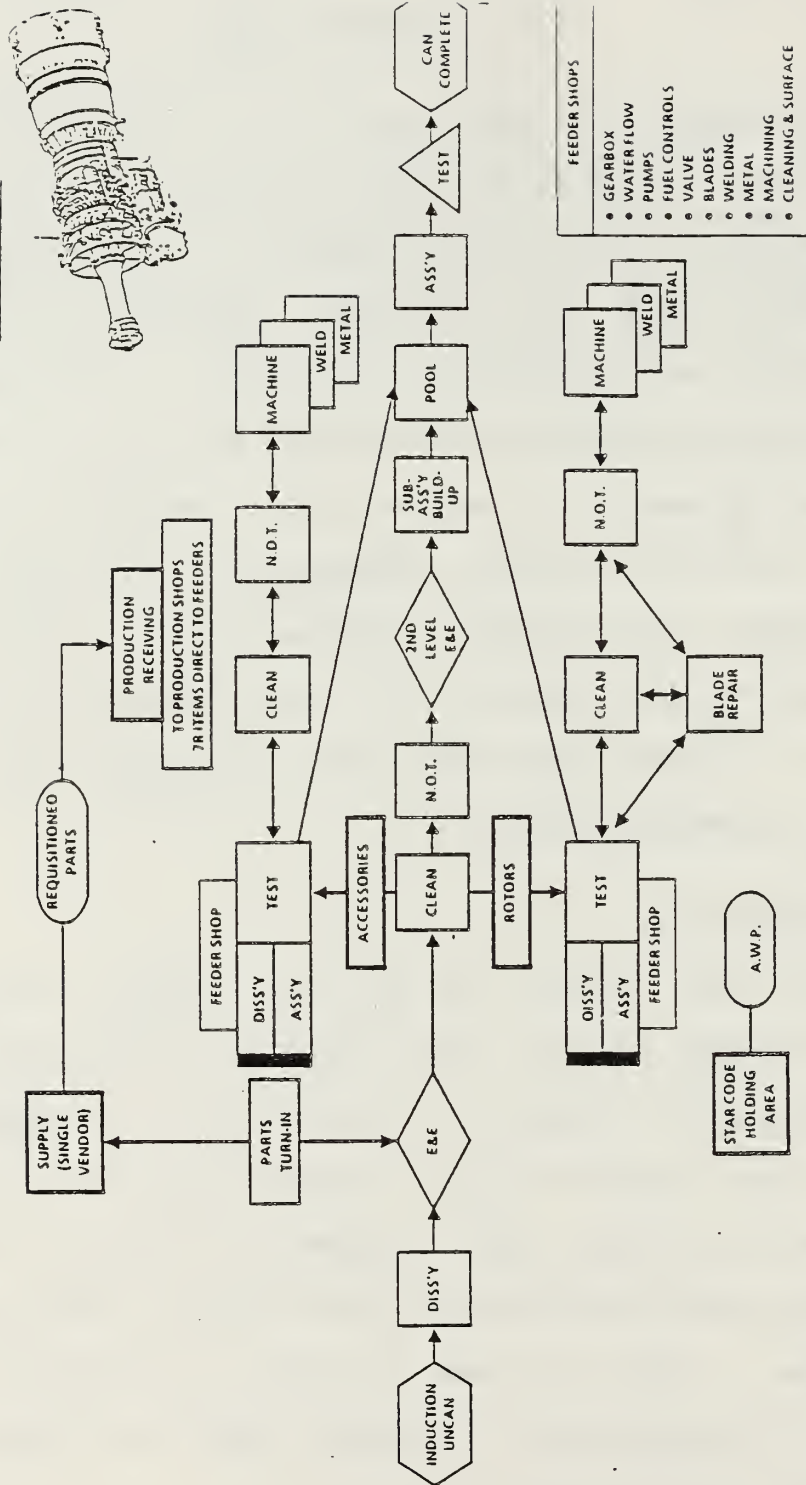 SUPPLY
(SINGLE
VENDOR)
REQUISITIONEO
PARTS
PRODUCTION
RECEIVING
TO PRODUCTION SHOPS
7R ITEMS DIRECT TO FEEDERS
PARTS
TURN-IN
FEEDER SHOP
DISS'Y
ASS'Y
TEST
CLEAN
N.D.T.
MACHINE
WELD
METAL
ACCESSORIES
INDUCTION
UNCAN
DISS'Y
E&E
CLEAN
N.O.T.
2ND
LEVEL
E&E
SUB-
ASS'Y
BUILD-
UP
POOL
ASS'Y
TEST
CAN
COMPLETE
ROTORS
OISS'Y
ASS'Y
TEST
FEEDER SHOP
CLEAN
N.O.T.
MACHINE
WELD
METAL
BLADE
REPAIR
STAR CODE
HOLDING
AREA
A.W.P.
FEEDER SHOPS
• GEARBOX
• WATER FLOW
• PUMPS
• FUEL CONTROLS
• VALVE
• BLADES
• WELDING
• METAL
• MACHINING
• CLEANING & SURFACE